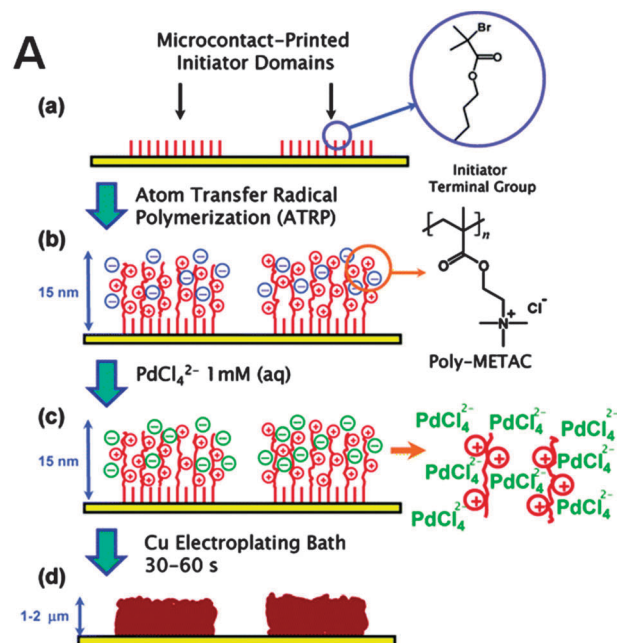 A
Microcontact-Printed
Initiator Domains
(a)
Br
O
O
Initiator
Terminal Group
Atom Transfer Radical
Polymerization (ATRP)
(b)
15 nm
n
O
O
Cl⁻
N⁺
Poly-METAC
PdCl₄²⁻ 1mM (aq)
(c)
15 nm
PdCl₄²⁻
PdCl₄²⁻
PdCl₄²⁻
PdCl₄²⁻
PdCl₄²⁻
PdCl₄²⁻
PdCl₄²⁻
PdCl₄²⁻
PdCl₄²⁻
Cu Electroplating Bath
30-60 s
(d)
1-2 μm